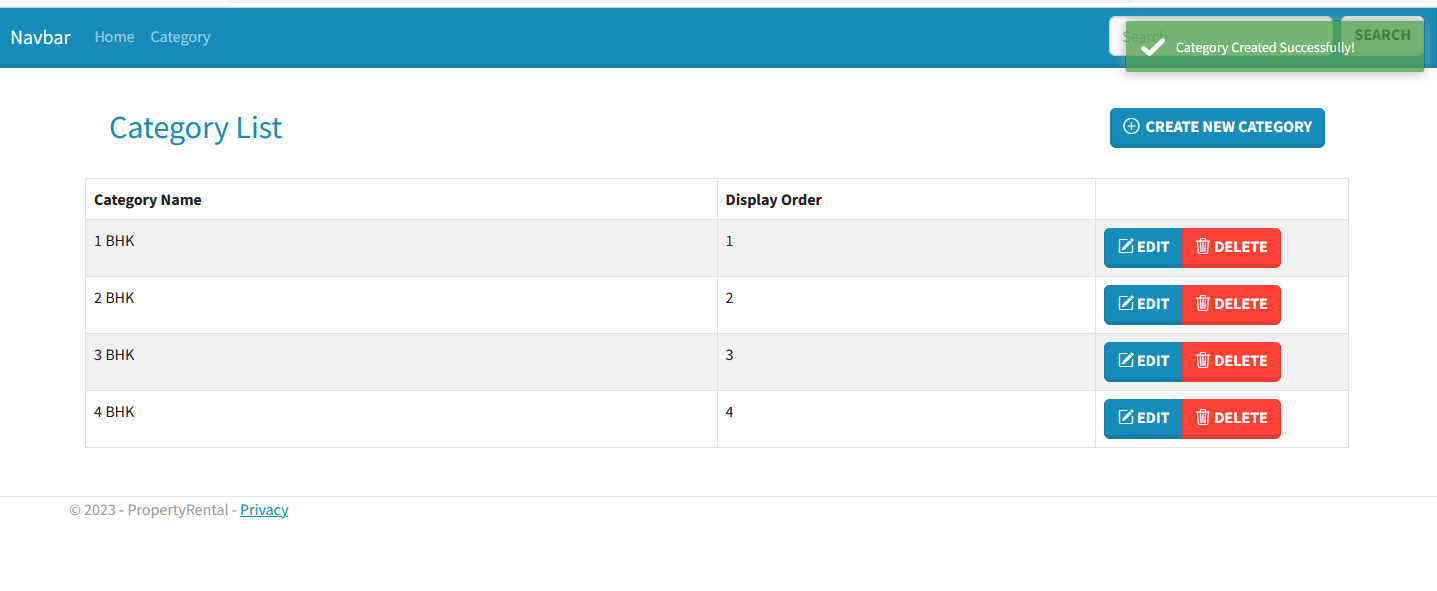 Navbar Home Category Search SEARCH
Category Created Successfully!
Category List CREATE NEW CATEGORY
Category Name Display Order
1 BHK 1 EDIT DELETE
2 BHK 2 EDIT DELETE
3 BHK 3 EDIT DELETE
4 BHK 4 EDIT DELETE
© 2023 - PropertyRental - Privacy